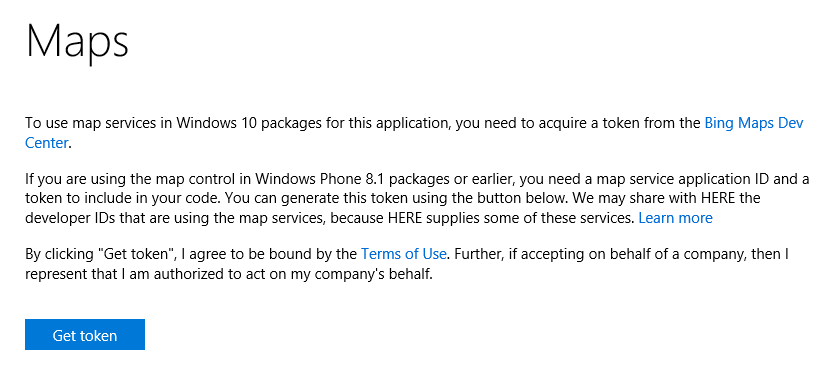 Maps
To use map services in Windows 10 packages for this application, you need to acquire a token from the Bing Maps Dev
Center.
If you are using the map control in Windows Phone 8.1 packages or earlier, you need a map service application ID and a
token to include in your code. You can generate this token using the button below. We may share with HERE the
developer IDs that are using the map services, because HERE supplies some of these services. Learn more
By clicking "Get token", I agree to be bound by the Terms of Use. Further, if accepting on behalf of a company, then I
represent that I am authorized to act on my company's behalf.
Get token